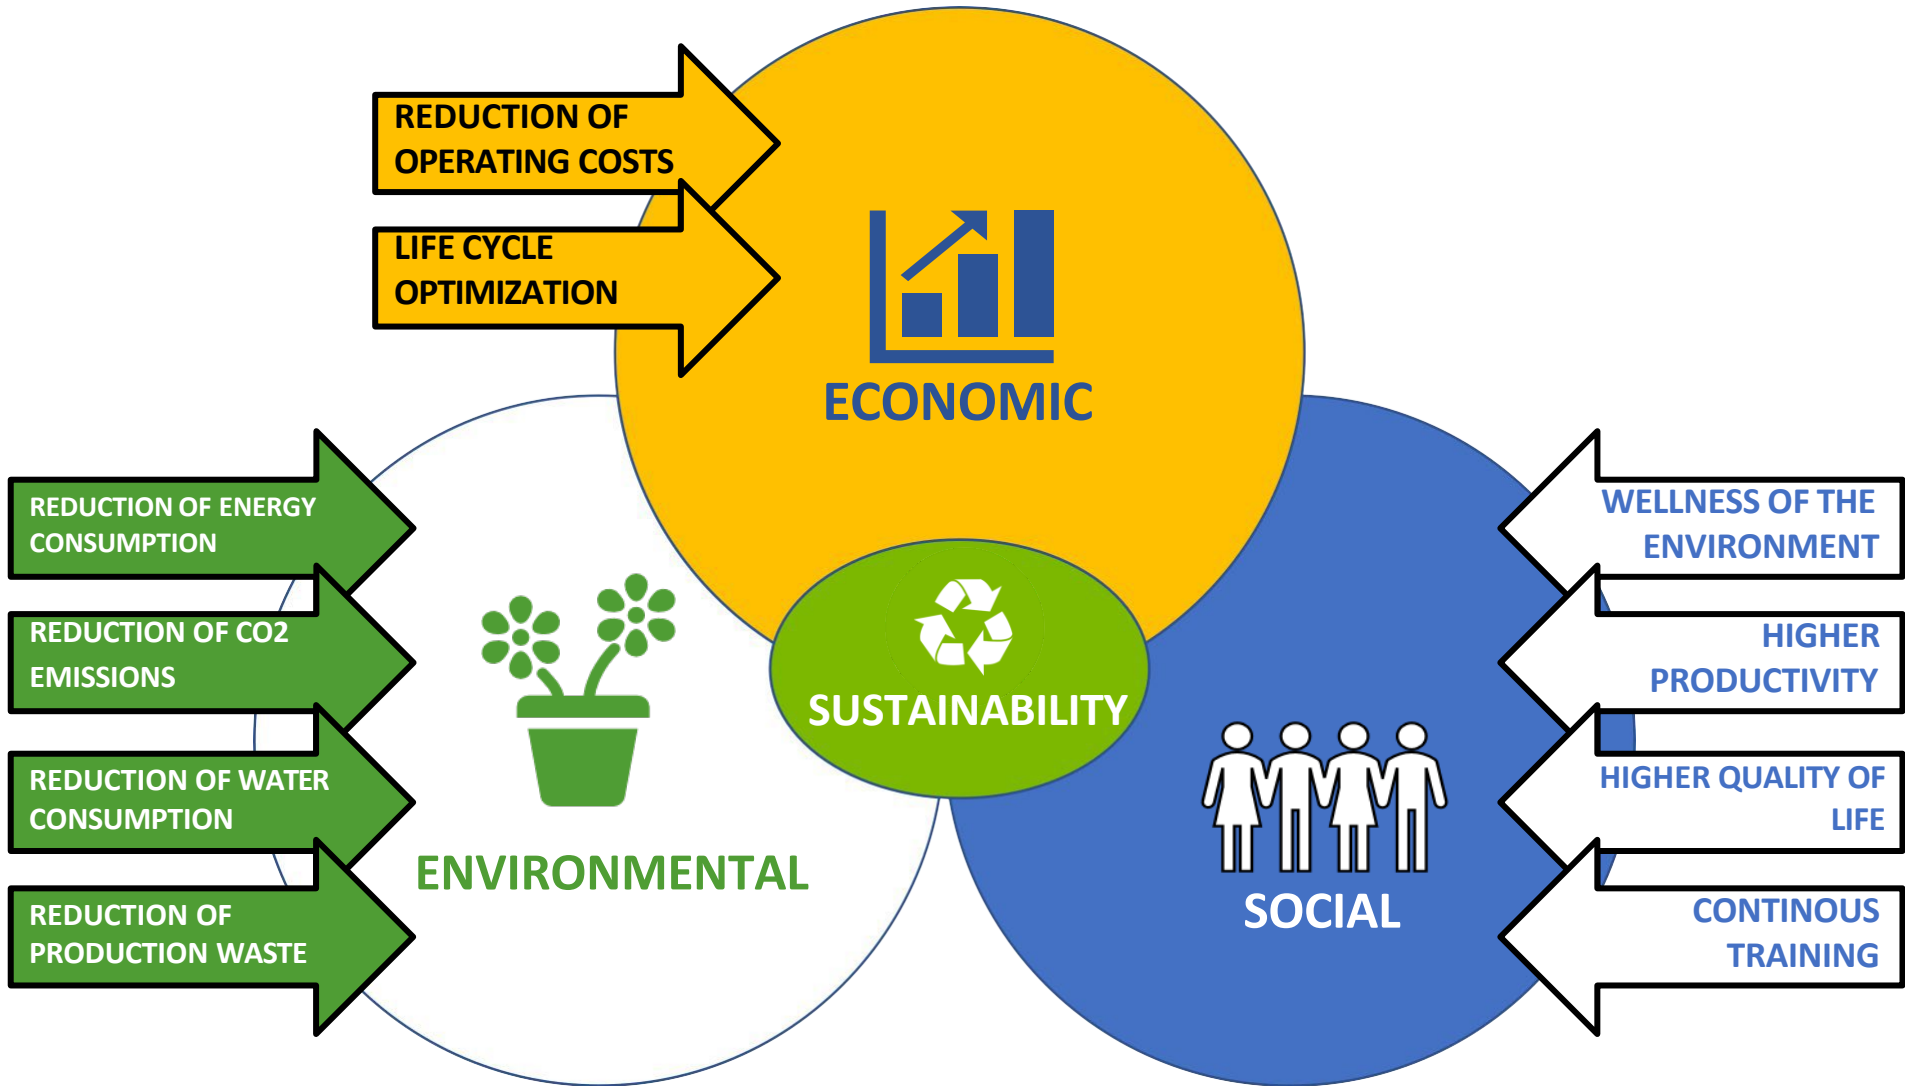 REDUCTION OF
OPERATING COSTS
LIFE CYCLE
OPTIMIZATION
ECONOMIC
REDUCTION OF ENERGY
CONSUMPTION
REDUCTION OF CO2
EMISSIONS
REDUCTION OF WATER
CONSUMPTION
REDUCTION OF
PRODUCTION WASTE
ENVIRONMENTAL
SUSTAINABILITY
SOCIAL
WELLNESS OF THE
ENVIRONMENT
HIGHER
PRODUCTIVITY
HIGHER QUALITY OF
LIFE
CONTINOUS
TRAINING